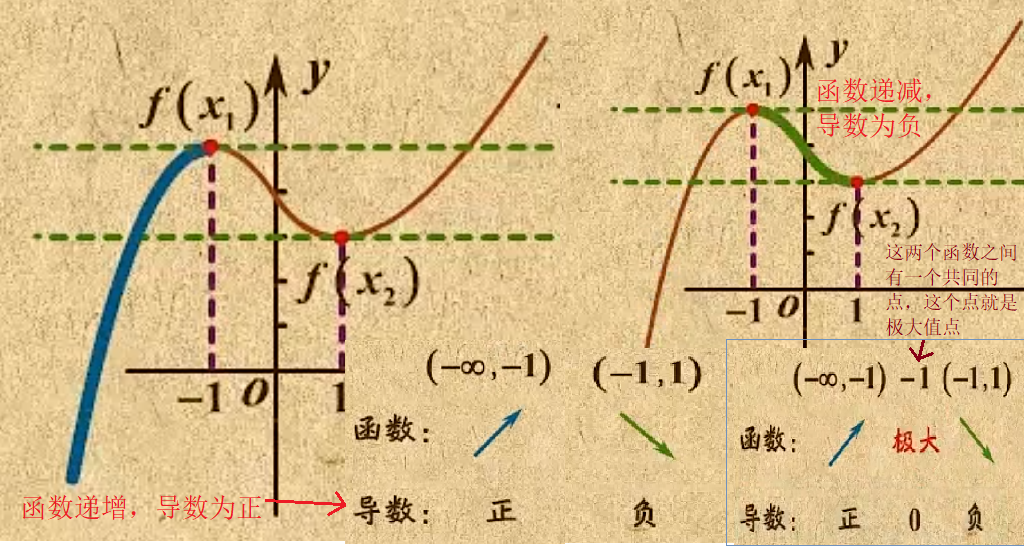 y
f(x₁)
f(x₂)
-1 O 1
函数递增，导数为正
(-∞,-1) (-1,1)
函数：
导数： 正 负
y
f(x₁)
函数递减，
导数为负
f(x₂)
-1 O 1
这两个函数之间
有一个共同的
点，这个点就是
极大值点
(-∞,-1) -1 (-1,1)
函数： 极大
导数： 正 0 负